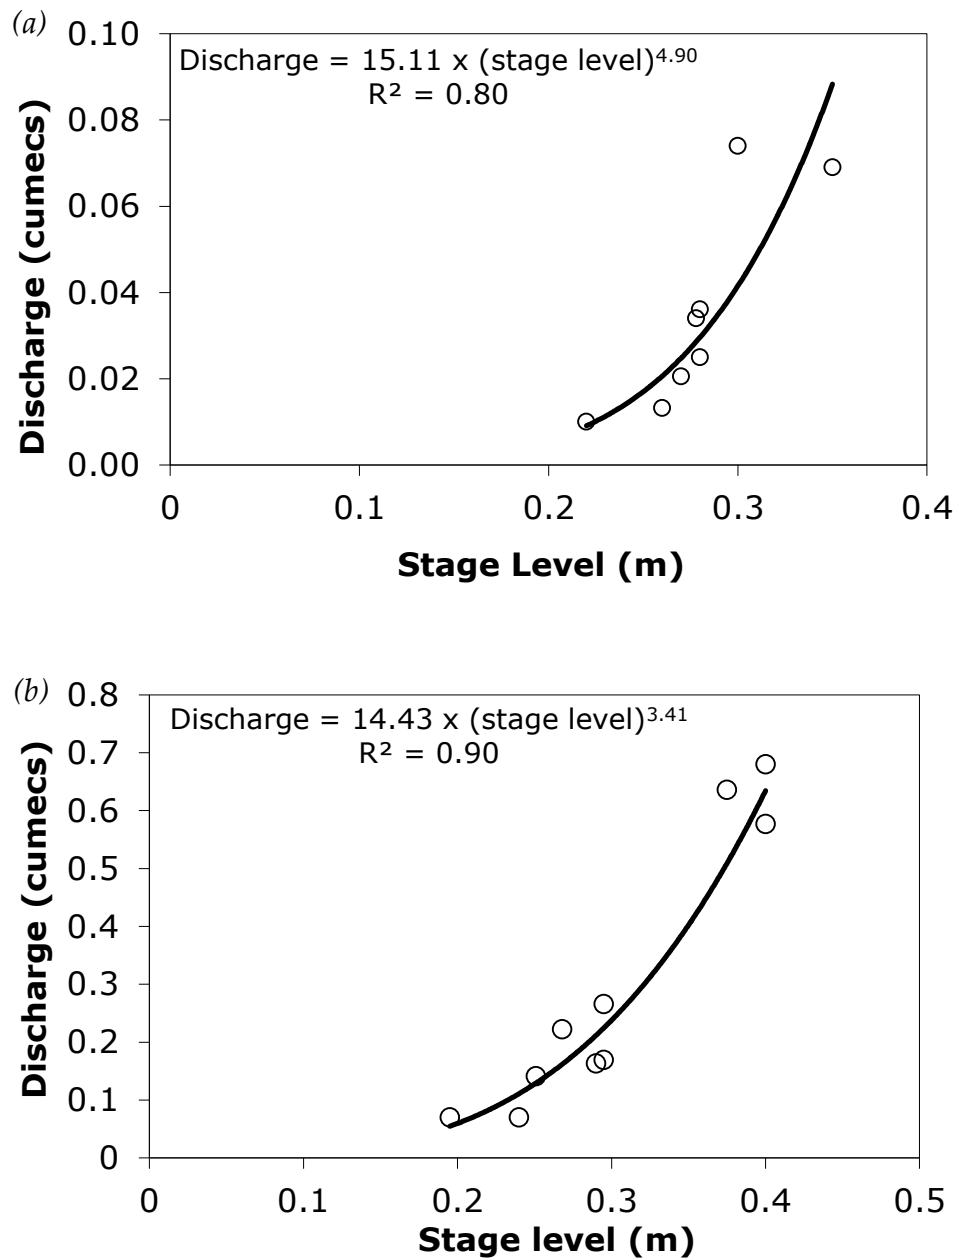 (a)
Discharge = 15.11 x (stage level)^4.90
R² = 0.80
Discharge (cumecs)
0.10
0.08
0.06
0.04
0.02
0.00
0 0.1 0.2 0.3 0.4
Stage Level (m)
(b)
Discharge = 14.43 x (stage level)^3.41
R² = 0.90
Discharge (cumecs)
0.8
0.7
0.6
0.5
0.4
0.3
0.2
0.1
0
0 0.1 0.2 0.3 0.4 0.5
Stage level (m)